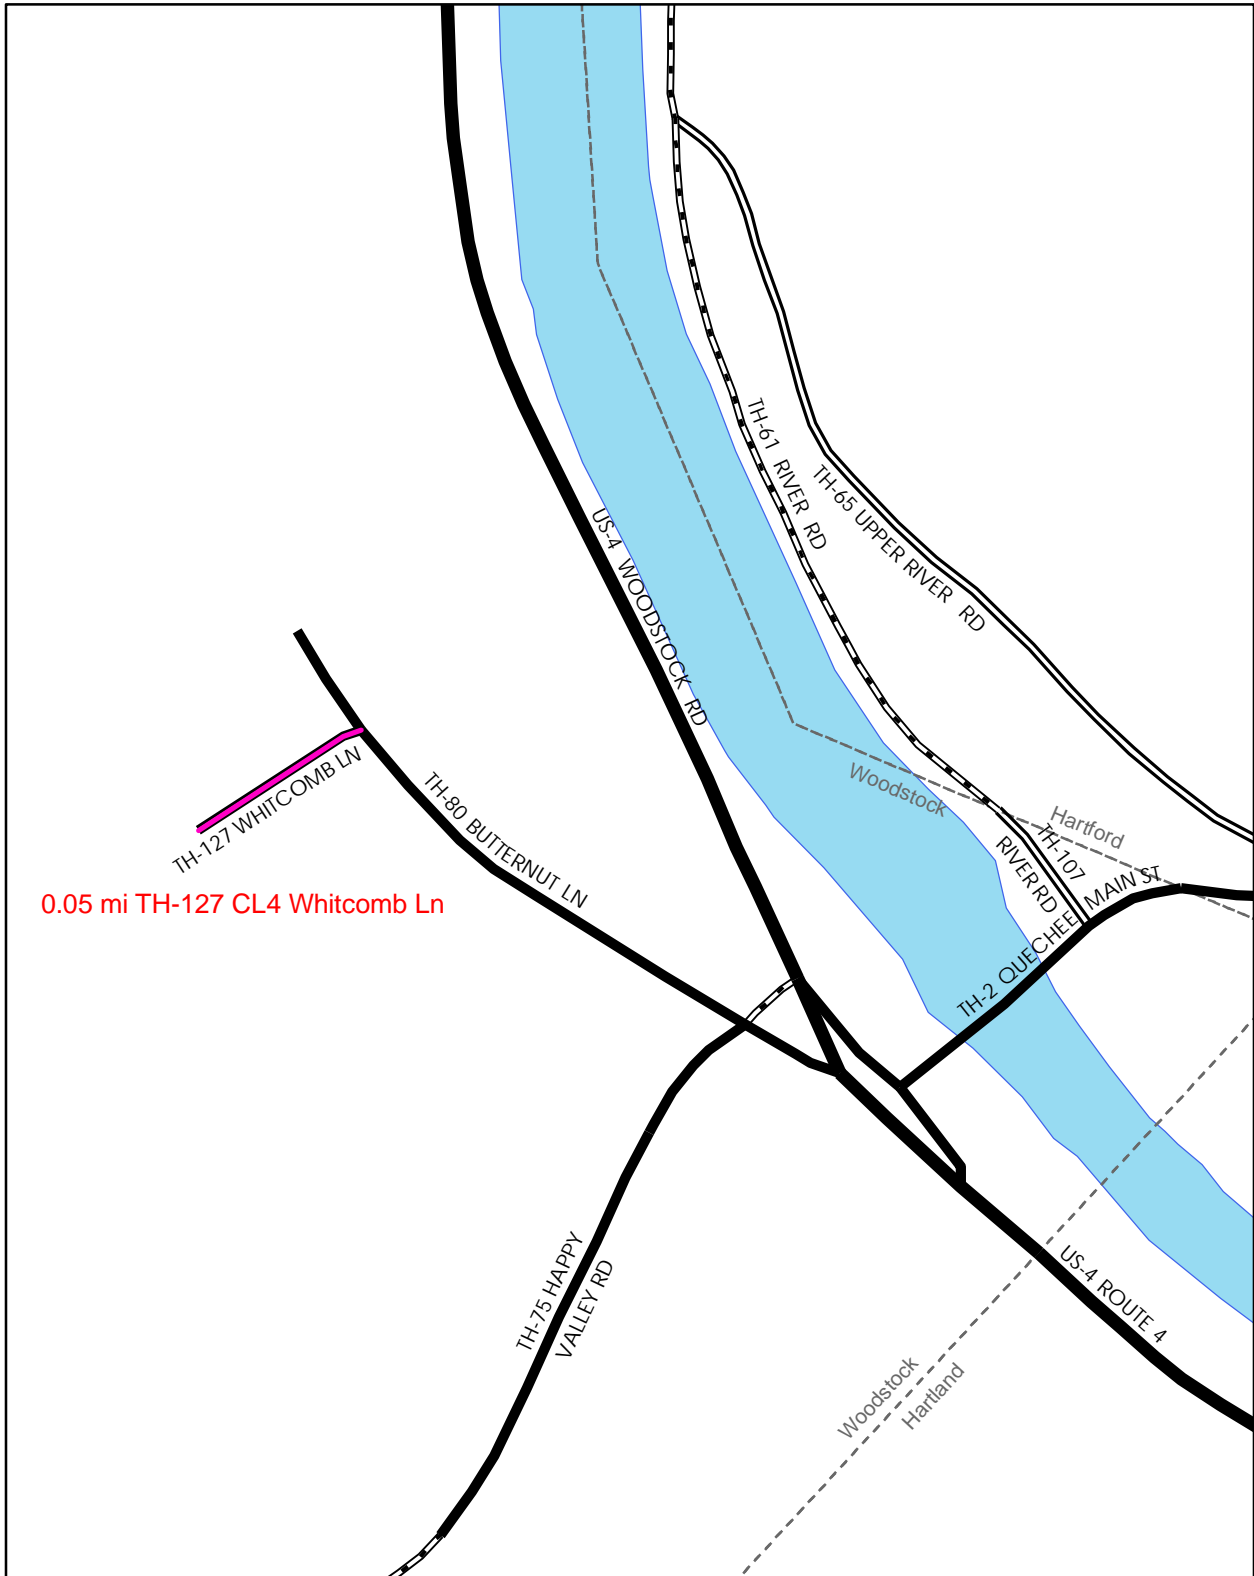 TH-61 RIVER RD
TH-65 UPPER RIVER RD
US-4 WOODSTOCK RD
TH-127 WHITCOMB LN
TH-80 BUTTERNUT LN
0.05 mi TH-127 CL4 Whitcomb Ln
Woodstock
Hartford
TH-107
RIVER RD
TH-2 QUECHEE MAIN ST
TH-75 HAPPY
VALLEY RD
US-4 ROUTE 4
Woodstock
Hartland